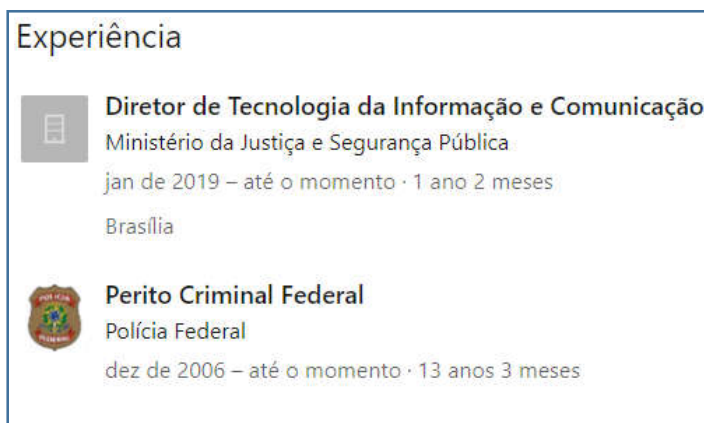 Experiência
Diretor de Tecnologia da Informação e Comunicação
Ministério da Justiça e Segurança Pública
jan de 2019 – até o momento · 1 ano 2 meses
Brasília
Perito Criminal Federal
Polícia Federal
dez de 2006 – até o momento · 13 anos 3 meses